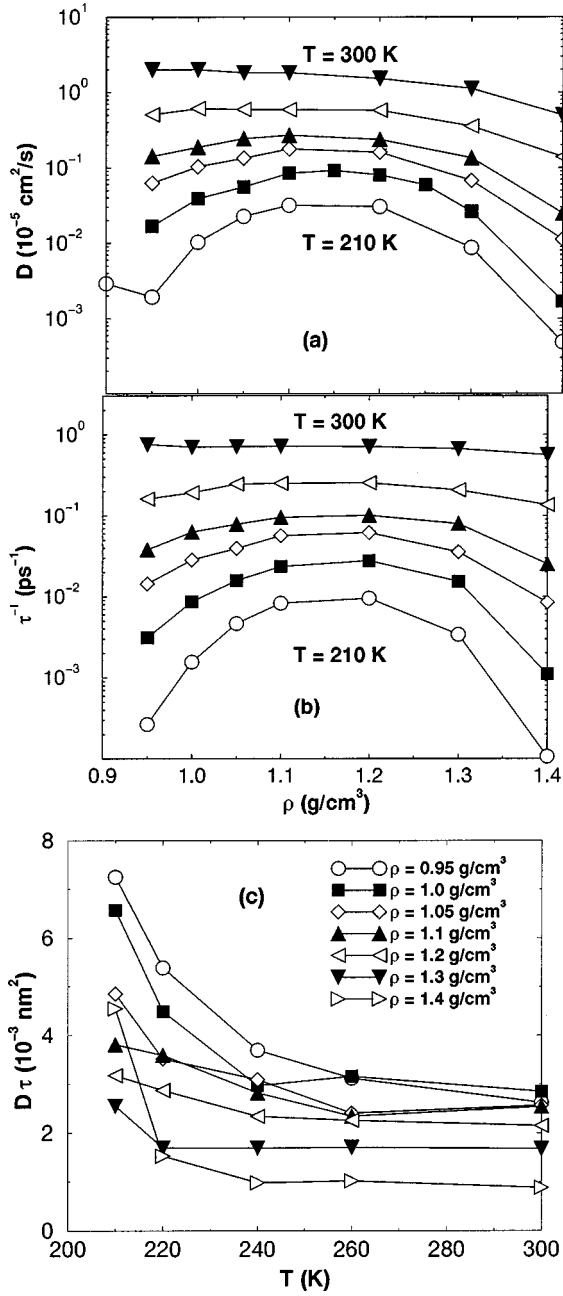 10¹
T = 300 K
10⁰
10⁻¹
D (10⁻⁵ cm²/s)
10⁻²
T = 210 K
10⁻³
(a)
T = 300 K
10⁰
10⁻¹
τ⁻¹ (ps⁻¹)
10⁻²
T = 210 K
10⁻³
(b)
0.9 1.0 1.1 1.2 1.3 1.4
ρ (g/cm³)
8
(c)
ρ = 0.95 g/cm³
ρ = 1.0 g/cm³
ρ = 1.05 g/cm³
ρ = 1.1 g/cm³
ρ = 1.2 g/cm³
ρ = 1.3 g/cm³
ρ = 1.4 g/cm³
6
Dτ (10⁻³ nm²)
4
2
0
200 220 240 260 280 300
T (K)